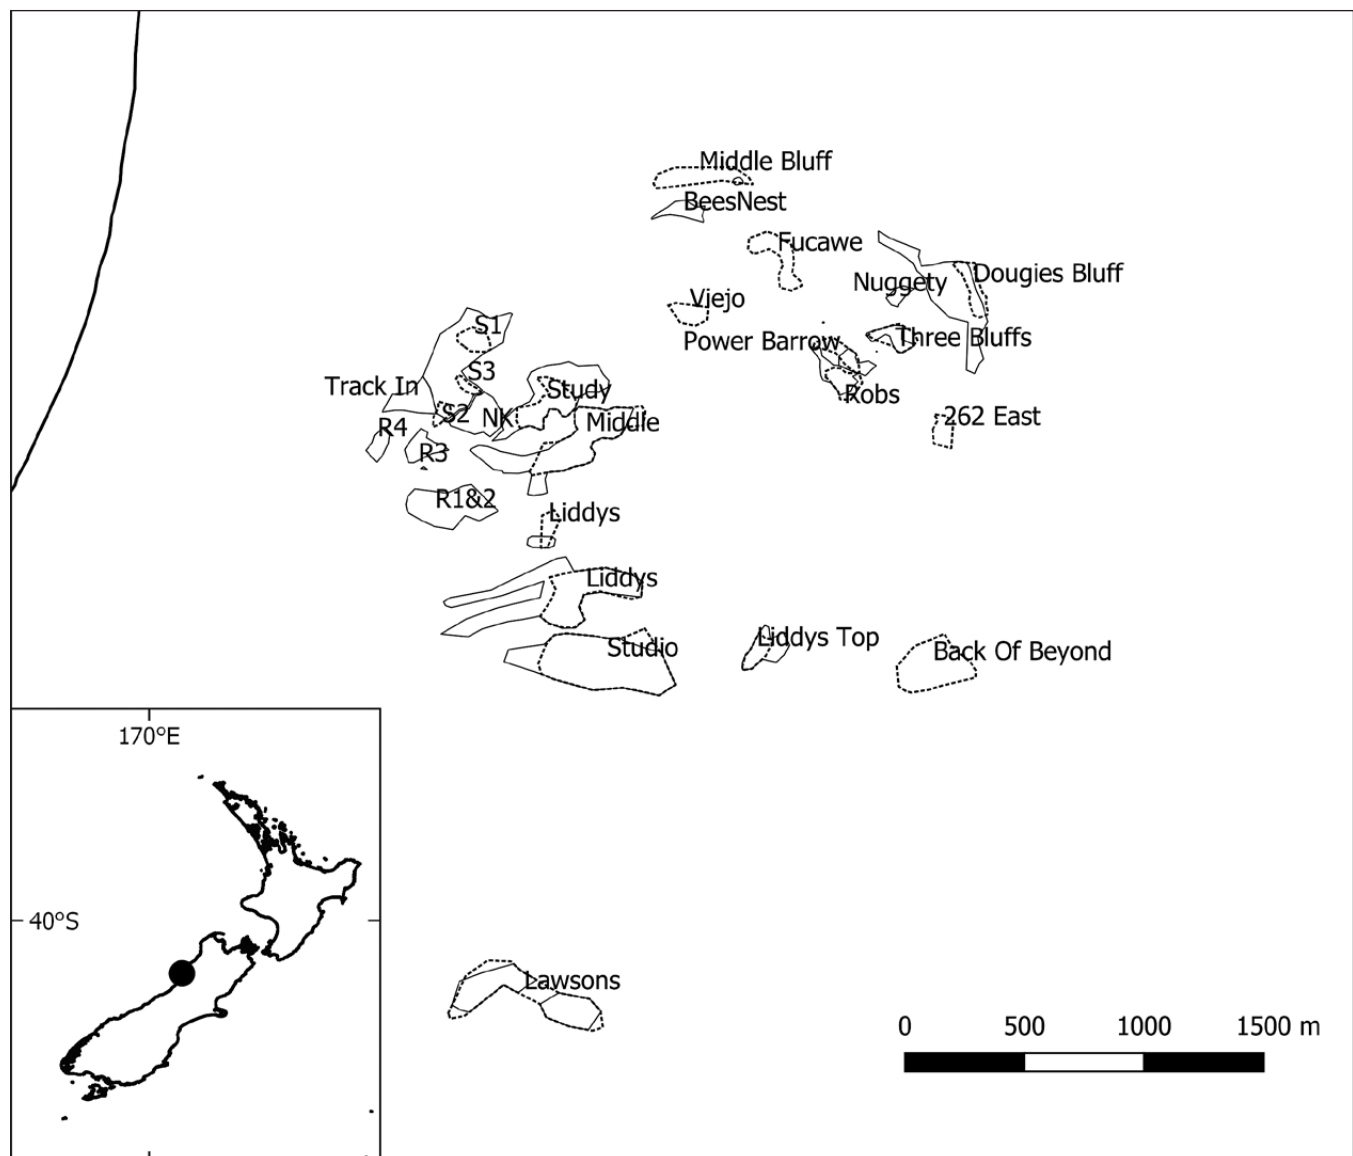 Middle Bluff
BeesNest
Fucawe
Dougies Bluff
Nuggety
Viejo
S1
Power Barrow
Three Bluffs
S3
Track In
Study
Robs
S2
NK
Middle
262 East
R4
R3
R1&2
Liddys
Liddys
Studio
Liddys Top
Back Of Beyond
170°E
40°S
Lawsons
0 500 1000 1500 m